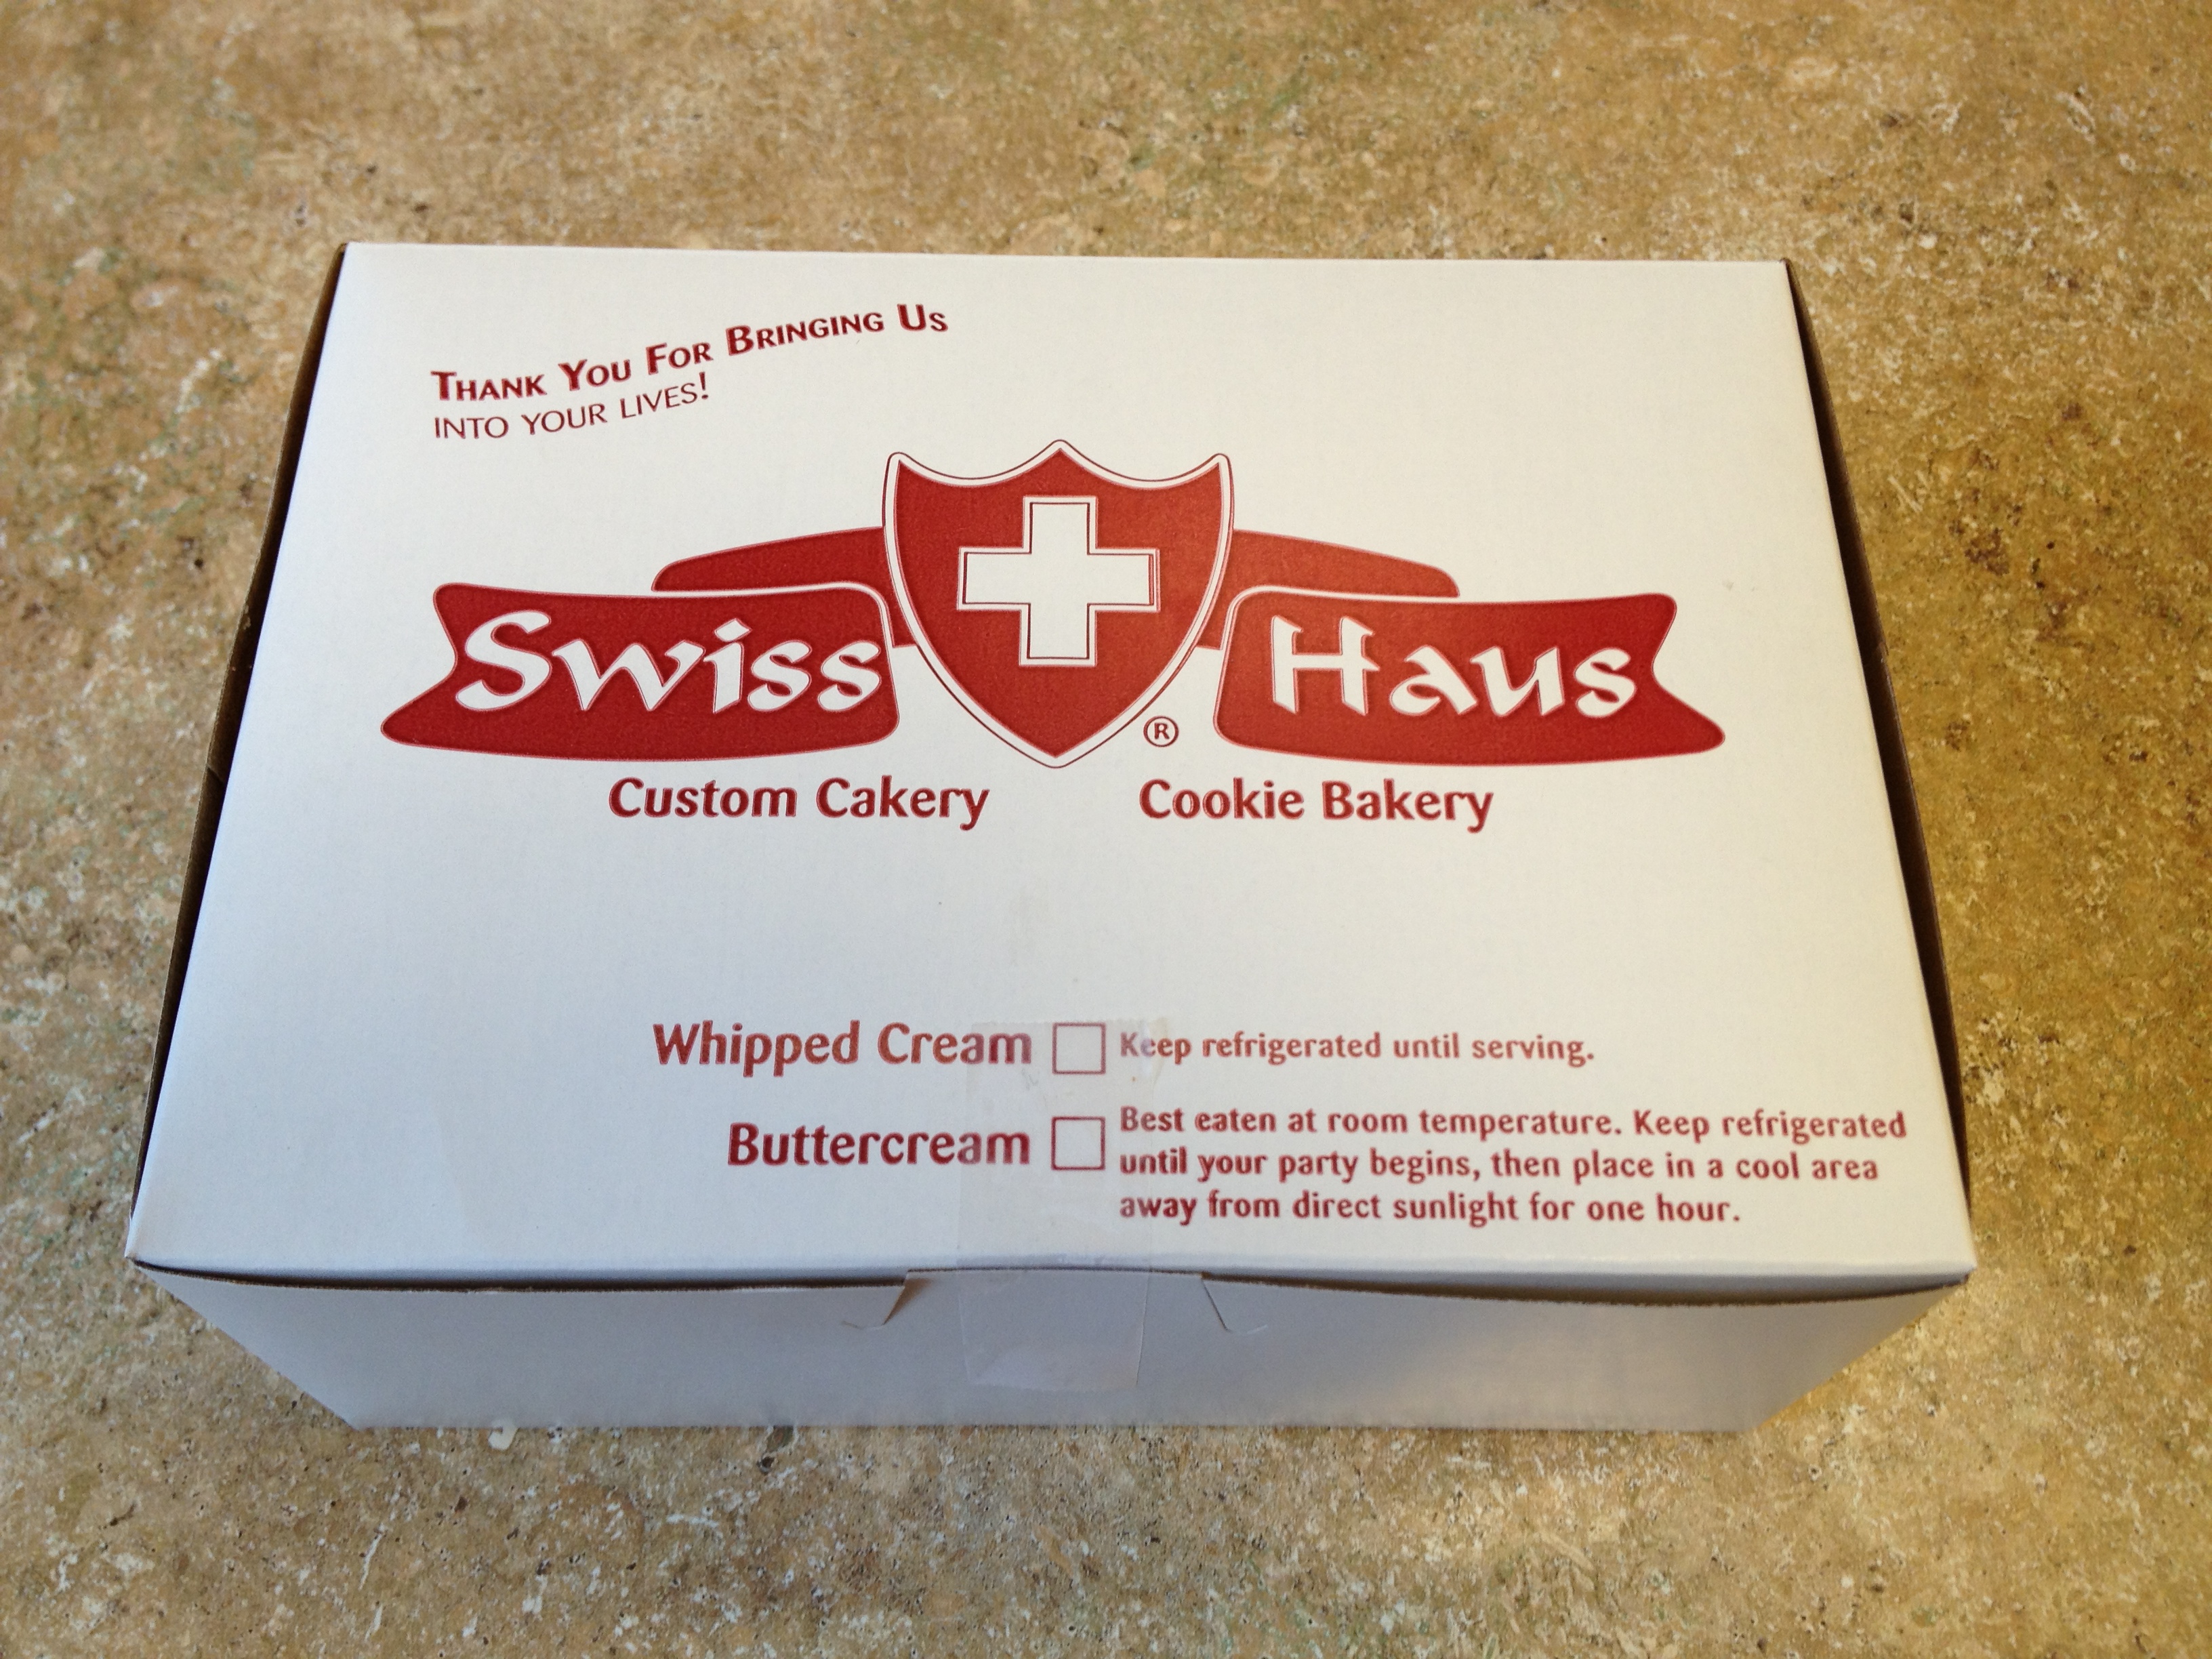 Thank You For Bringing Us
INTO YOUR LIVES!
Swiss Haus
®
Custom Cakery Cookie Bakery
Whipped Cream Keep refrigerated until serving.
Buttercream Best eaten at room temperature. Keep refrigerated
until your party begins, then place in a cool area
away from direct sunlight for one hour.